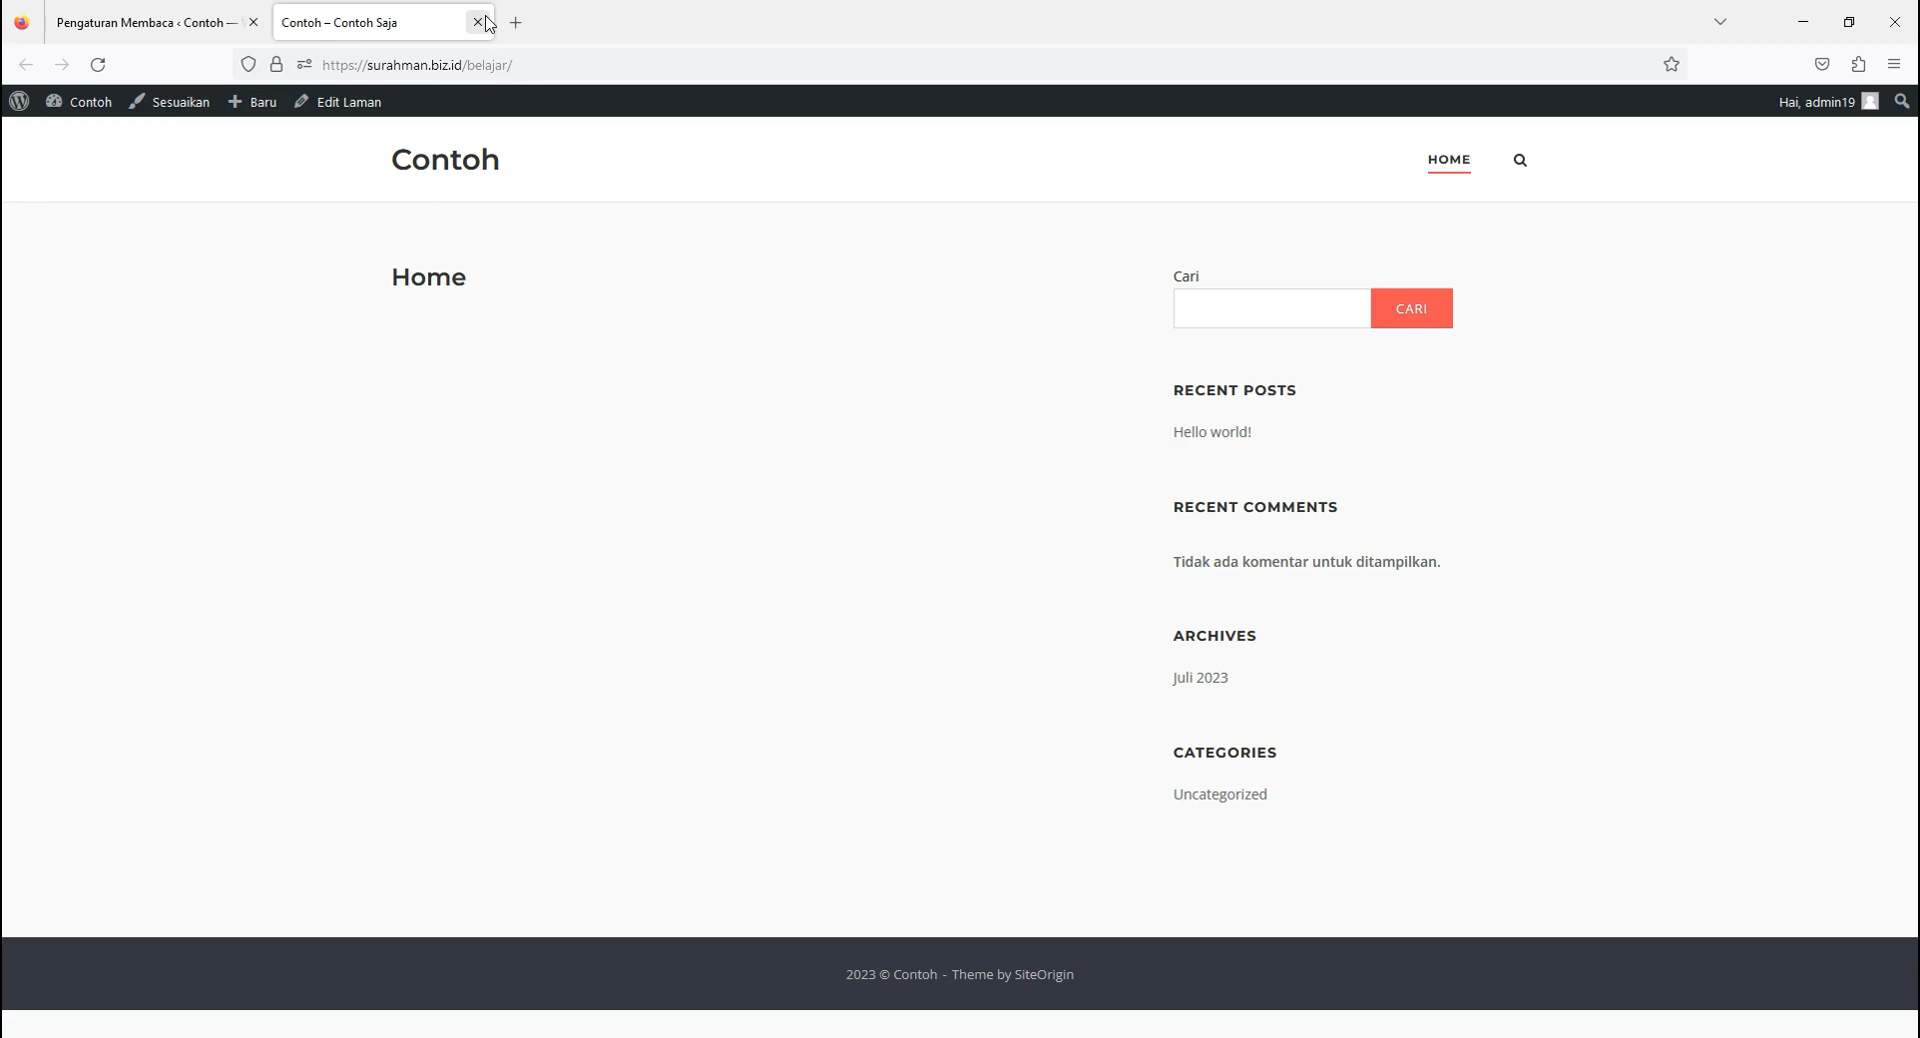 Pengaturan Membaca ‹ Contoh —
Contoh – Contoh Saja
https://surahman.biz.id/belajar/
Contoh
Sesuaikan
Baru
Edit Laman
Hai, admin19
Contoh
HOME
Home
Cari
CARI
RECENT POSTS
Hello world!
RECENT COMMENTS
Tidak ada komentar untuk ditampilkan.
ARCHIVES
Juli 2023
CATEGORIES
Uncategorized
2023 © Contoh - Theme by SiteOrigin